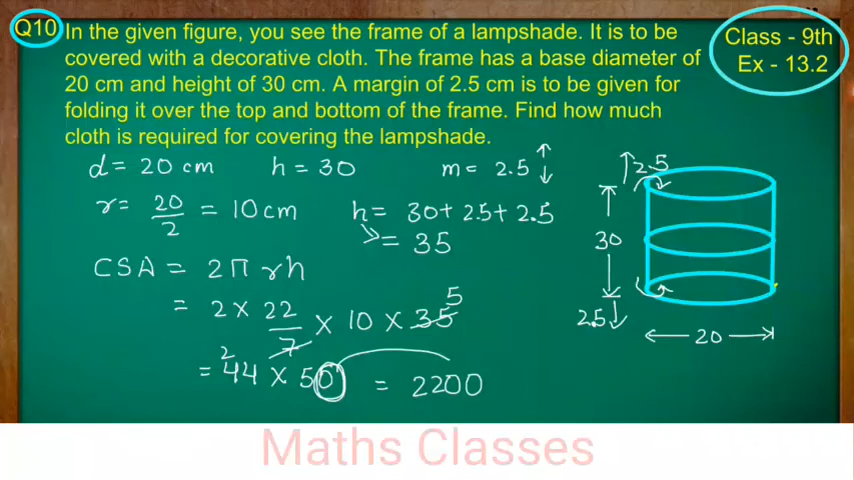 Q10 In the given figure, you see the frame of a lampshade. It is to be
covered with a decorative cloth. The frame has a base diameter of
20 cm and height of 30 cm. A margin of 2.5 cm is to be given for
folding it over the top and bottom of the frame. Find how much
cloth is required for covering the lampshade.
Class - 9th
Ex - 13.2
d = 20 cm h = 30 m = 2.5
r = 20/2 = 10 cm h = 30 + 2.5 + 2.5
= 35
CSA = 2π rh
= 2 × 22/7 × 10 × 35 5
= 2 44 × 50 = 2200
2.5
30
2.5
20
Maths Classes